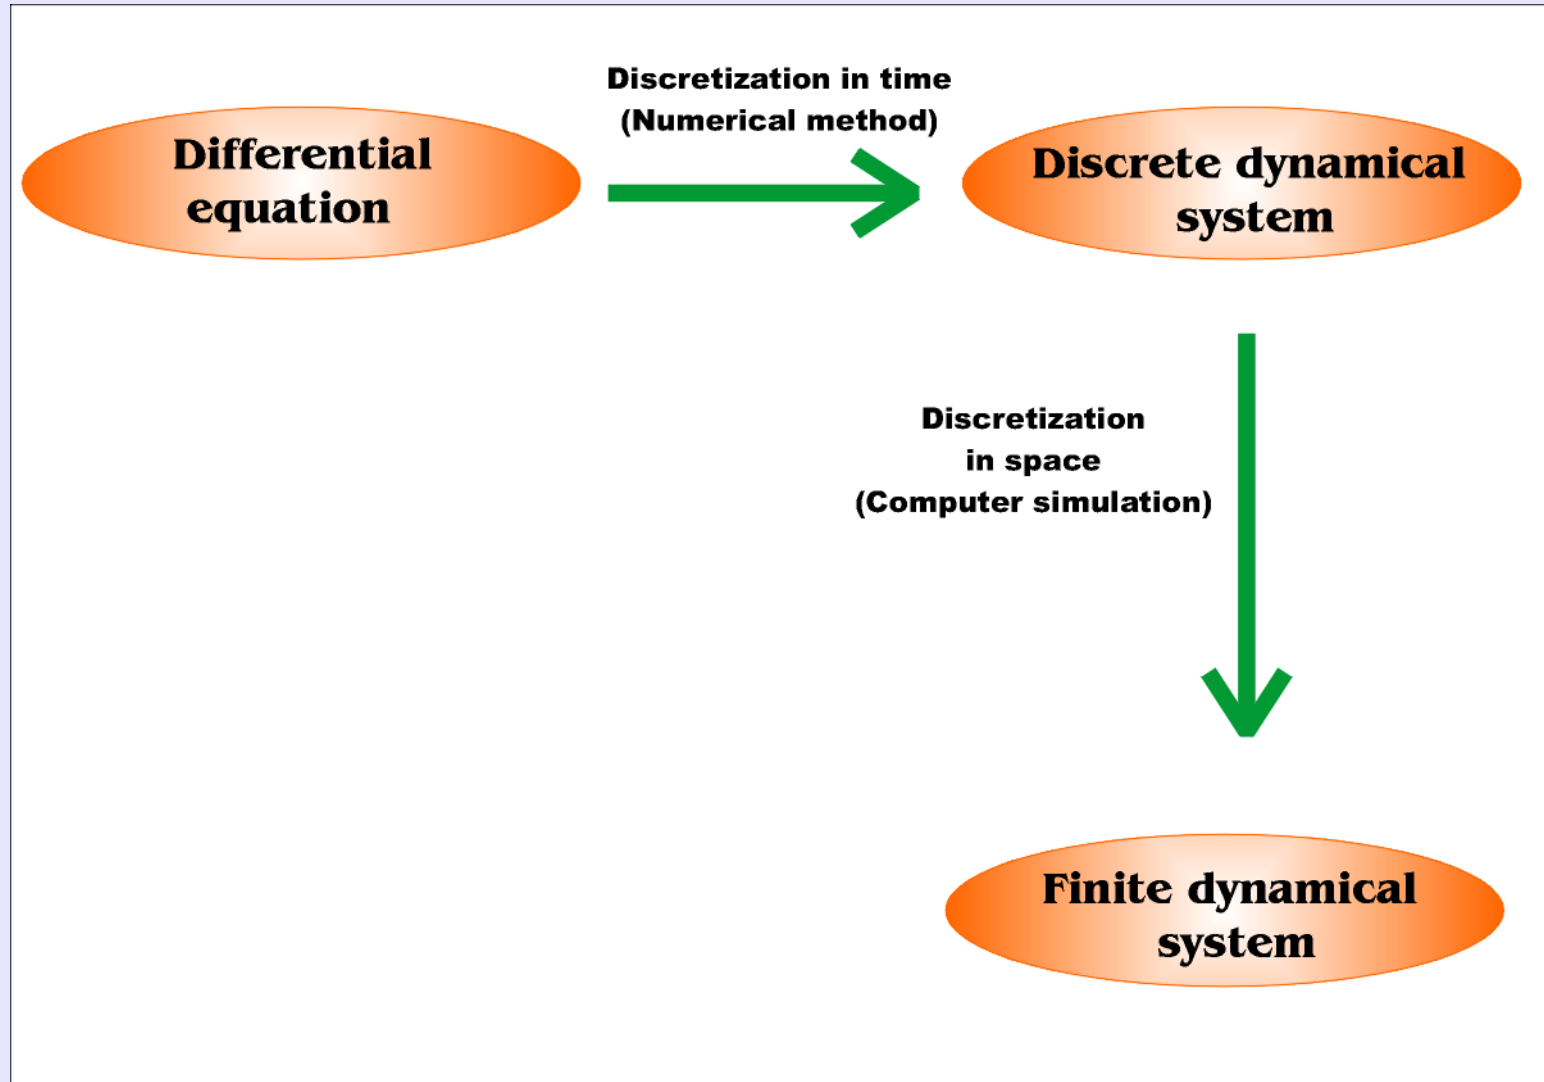 Differential
equation
Discretization in time
(Numerical method)
Discrete dynamical
system
Discretization
in space
(Computer simulation)
Finite dynamical
system